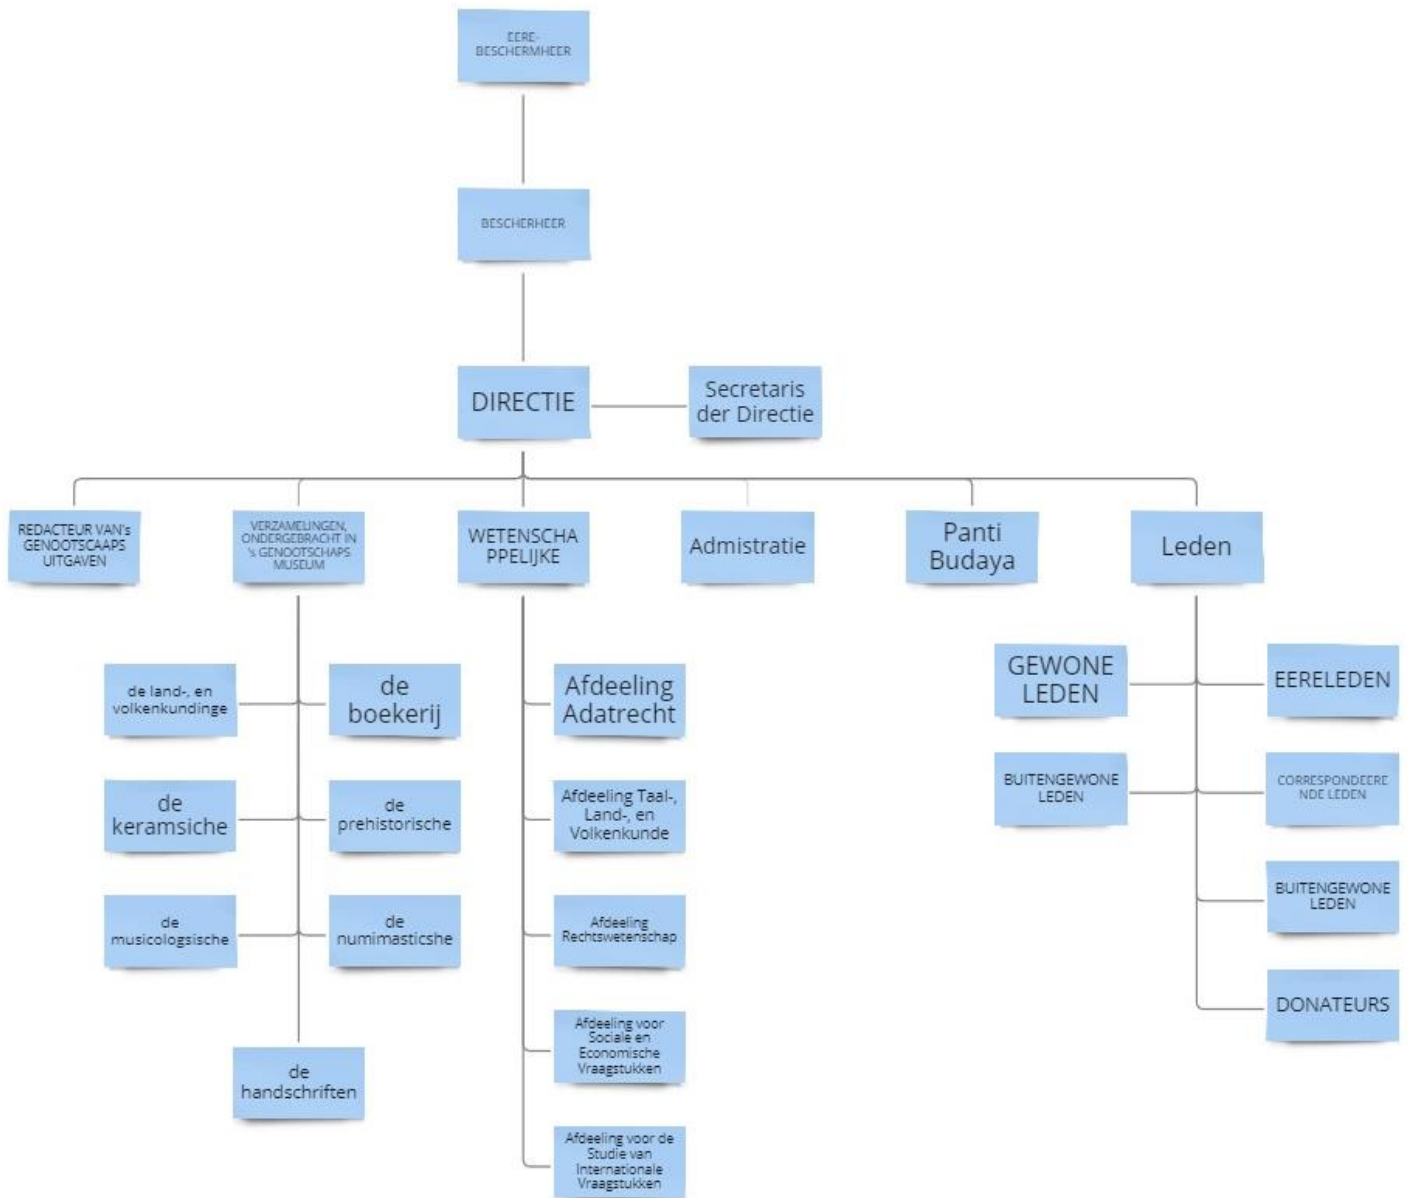 EERE-
BESCHERMHEER
BESCHERHEER
DIRECTIE
Secretaris
der Directie
REDACTEUR VAN's
GENOOTSCAAPS
UITGAVEN
VERZAMELINGEN,
ONDERGEBRACHT IN
's GENOOTSCHAPS
MUSEUM
WETENSCHA
PPELIJKE
Admistratie
Panti
Budaya
Leden
de land-, en
volkenkundinge
de
boekerij
de
keramsiche
de
prehistorische
de
musicologsische
de
numimasticshe
de
handschriften
Afdeeling
Adatrecht
Afdeeling Taal-,
Land-, en
Volkenkunde
Afdeeling
Rechtswetenschap
Afdeeling voor
Sociale en
Economische
Vraagstukken
Afdeeling voor de
Studie van
Internationale
Vraagstukken
GEWONE
LEDEN
EERELEDEN
BUITENGEWONE
LEDEN
CORRESPONDEERE
NDE LEDEN
BUITENGEWONE
LEDEN
DONATEURS